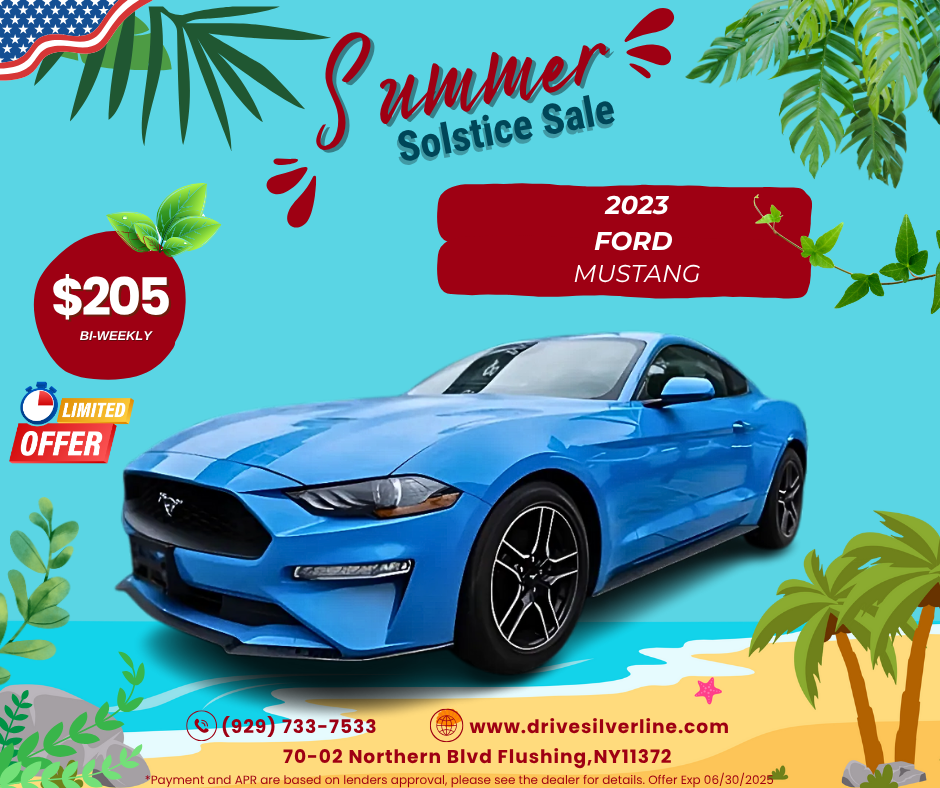 Summer
Solstice Sale
2023
FORD
MUSTANG
$205
BI-WEEKLY
LIMITED
OFFER
(929) 733-7533
www.drivesilverline.com
70-02 Northern Blvd Flushing,NY11372
*Payment and APR are based on lenders approval, please see the dealer for details. Offer Exp 06/30/2025